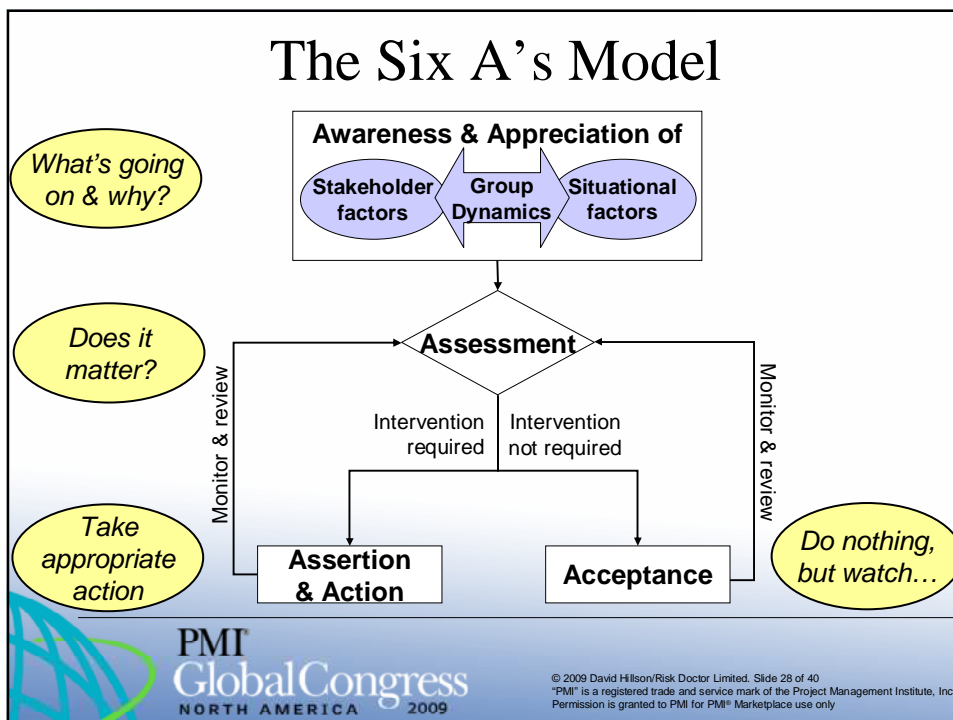 The Six A's Model
What's going
on & why?
Awareness & Appreciation of
Stakeholder
factors
Group
Dynamics
Situational
factors
Does it
matter?
Assessment
Monitor & review
Intervention
required
Intervention
not required
Monitor & review
Take
appropriate
action
Assertion
& Action
Acceptance
Do nothing,
but watch…
PMI®
GlobalCongress
NORTH AMERICA 2009
© 2009 David Hillson/Risk Doctor Limited. Slide 28 of 40
"PMI" is a registered trade and service mark of the Project Management Institute, Inc
Permission is granted to PMI for PMI® Marketplace use only